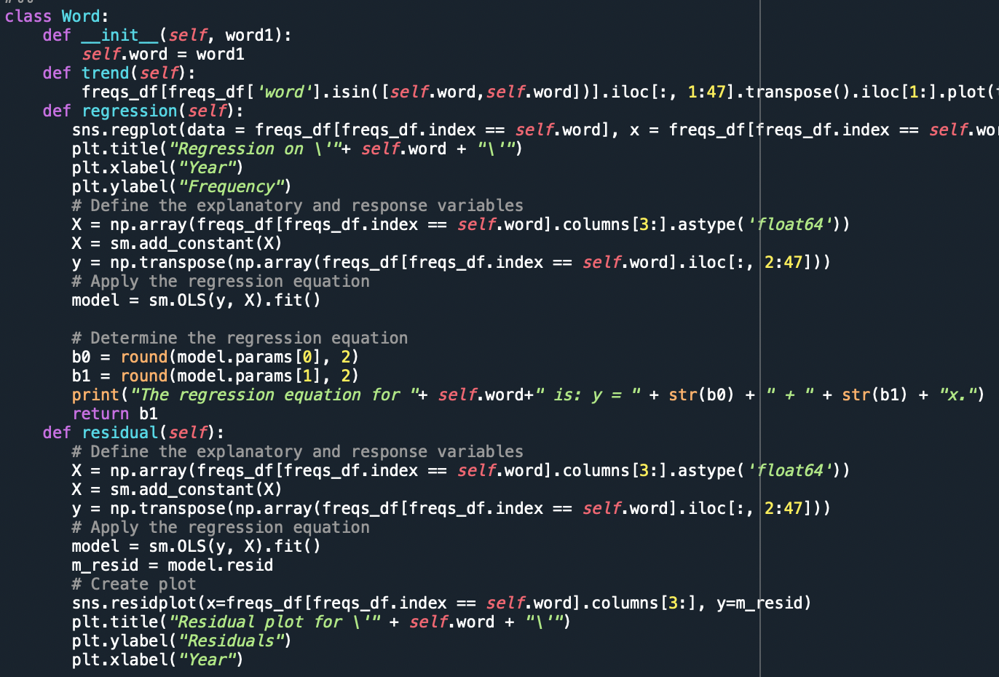 class Word:
    def __init__(self, word1):
        self.word = word1
    def trend(self):
        freqs_df[freqs_df['word'].isin([self.word,self.word])].iloc[:, 1:47].transpose().iloc[1:].plot(
    def regression(self):
       sns.regplot(data = freqs_df[freqs_df.index == self.word], x = freqs_df[freqs_df.index == self.wo
       plt.title("Regression on \'"+ self.word + "\'")
       plt.xlabel("Year")
       plt.ylabel("Frequency")
       # Define the explanatory and response variables
       X = np.array(freqs_df[freqs_df.index == self.word].columns[3:].astype('float64'))
       X = sm.add_constant(X)
       y = np.transpose(np.array(freqs_df[freqs_df.index == self.word].iloc[:, 2:47]))
       # Apply the regression equation
       model = sm.OLS(y, X).fit()

       # Determine the regression equation
       b0 = round(model.params[0], 2)
       b1 = round(model.params[1], 2)
       print("The regression equation for "+ self.word+" is: y = " + str(b0) + " + " + str(b1) + "x.")
       return b1
    def residual(self):
       # Define the explanatory and response variables
       X = np.array(freqs_df[freqs_df.index == self.word].columns[3:].astype('float64'))
       X = sm.add_constant(X)
       y = np.transpose(np.array(freqs_df[freqs_df.index == self.word].iloc[:, 2:47]))
       # Apply the regression equation
       model = sm.OLS(y, X).fit()
       m_resid = model.resid
       # Create plot
       sns.residplot(x=freqs_df[freqs_df.index == self.word].columns[3:], y=m_resid)
       plt.title("Residual plot for \'" + self.word + "\'")
       plt.ylabel("Residuals")
       plt.xlabel("Year")